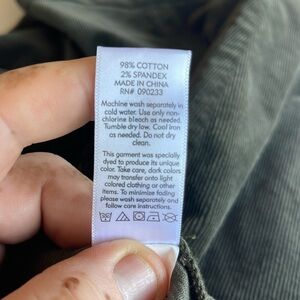 98% COTTON
2% SPANDEX
MADE IN CHINA
RN# 090233
Machine wash separately in
cold water. Use only non-
chlorine bleach as needed.
Tumble dry low. Cool iron
as needed. Do not dry
clean.
This garment was specially
dyed to produce its unique
color. Take care, dark colors
may transfer onto light
colored clothing or other
items. To minimize fading
please wash separately and
follow care instructions.